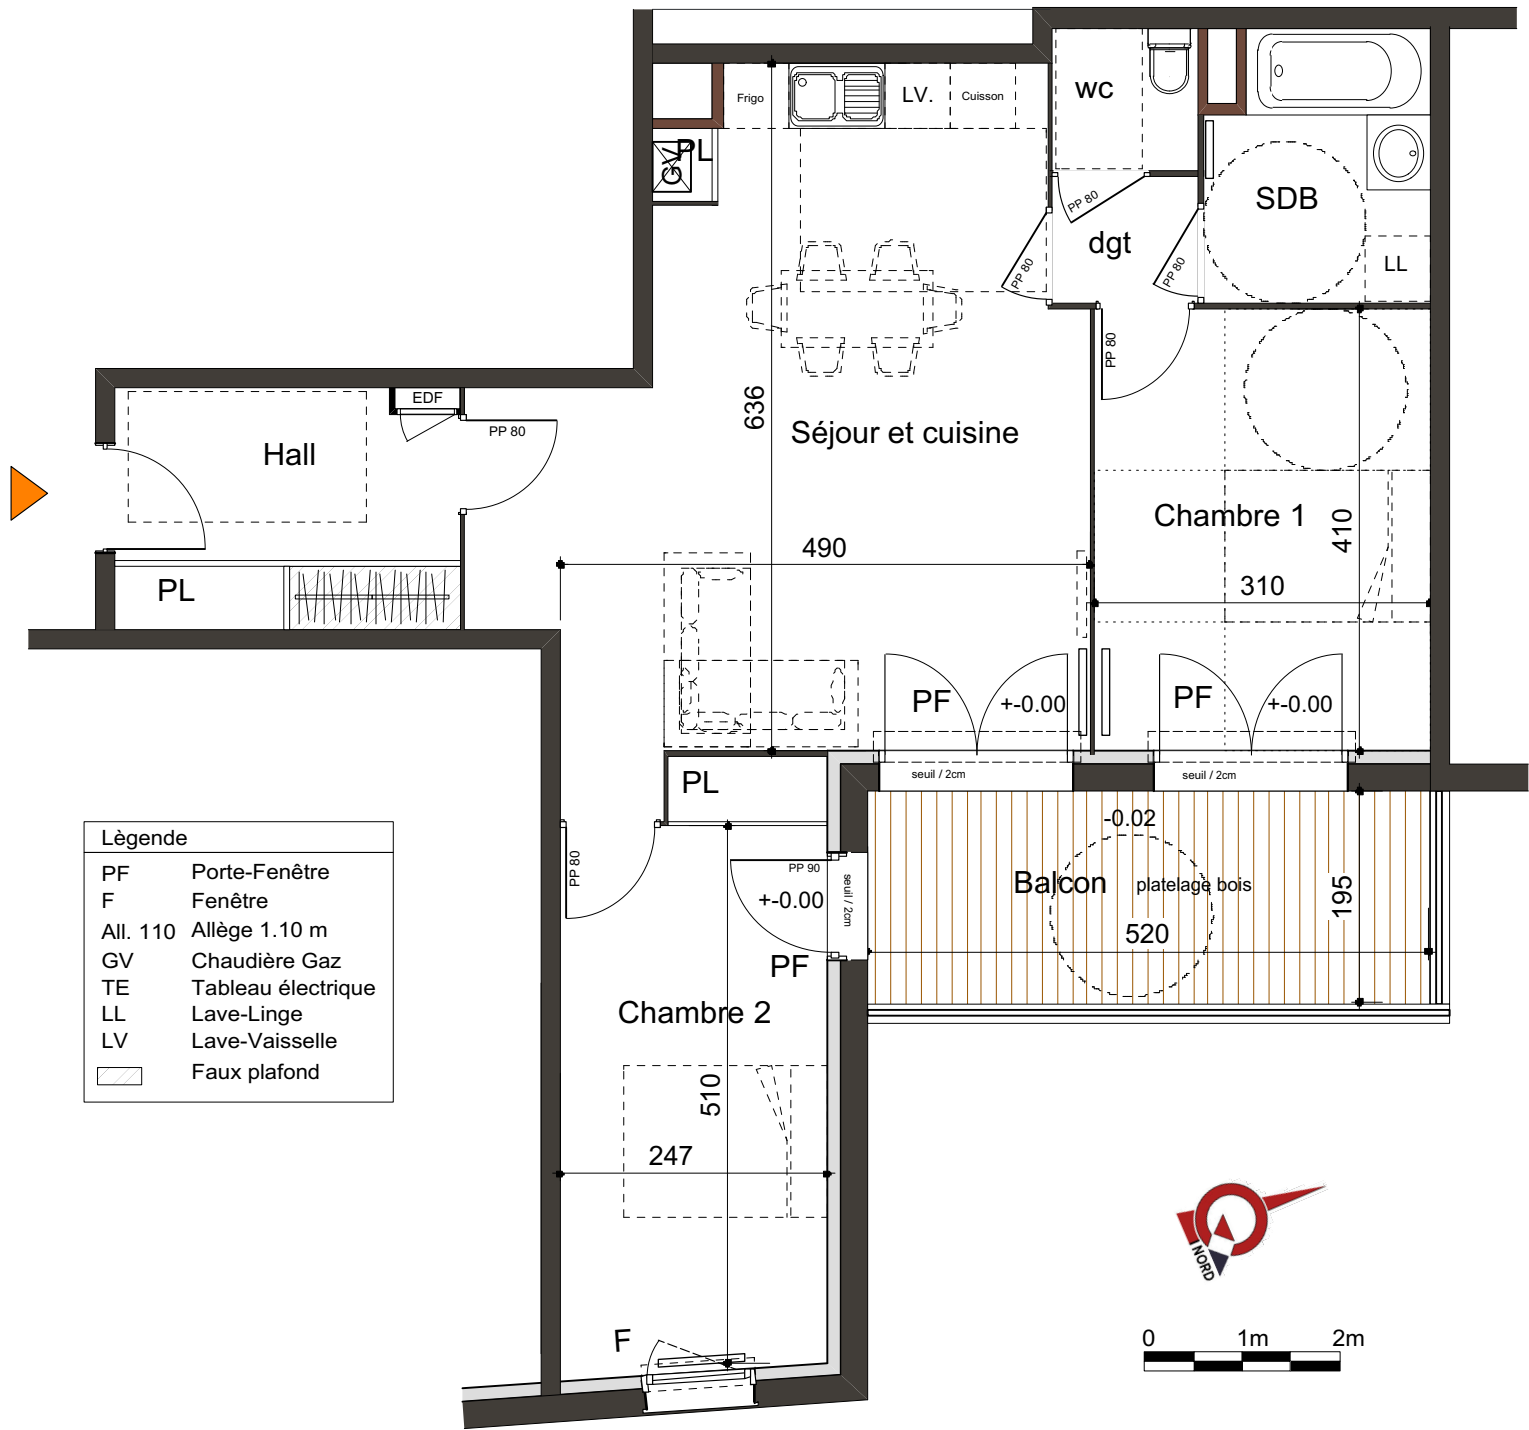 Frigo
LV.
Cuisson
wc
PL
GV
PP 80
SDB
dgt
PP 80
PP 80
LL
PP 80
EDF
PP 80
Hall
636
Séjour et cuisine
Chambre 1
410
490
310
PL
PF
+-0.00
PF
+-0.00
PL
seuil / 2cm
seuil / 2cm
-0.02
PP 80
PP 90
+-0.00
seuil / 2cm
Balcon
platelage bois
195
520
PF
Chambre 2
510
247
F
Lègende
PF Porte-Fenêtre
F Fenêtre
All. 110 Allège 1.10 m
GV Chaudière Gaz
TE Tableau électrique
LL Lave-Linge
LV Lave-Vaisselle
Faux plafond
NORD
0 1m 2m